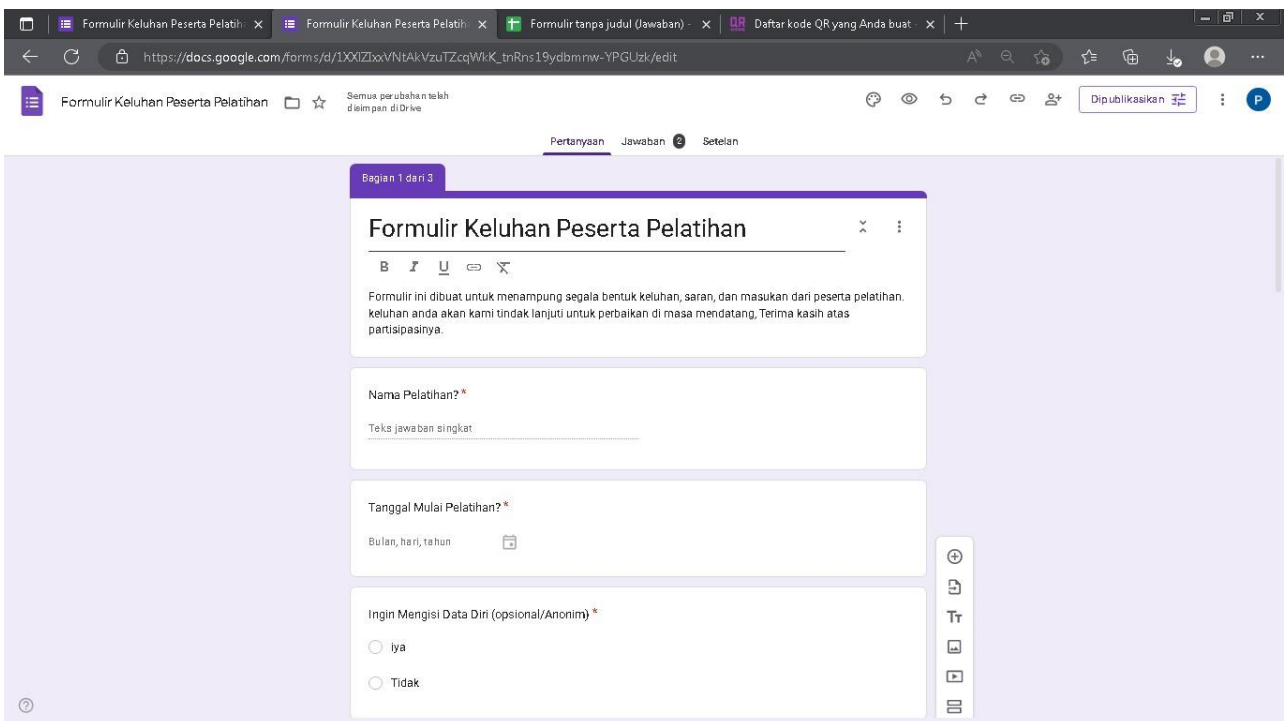 Formulir Keluhan Peserta Pelatih
Formulir Keluhan Peserta Pelatih
Formulir tanpa judul (Jawaban) -
Daftar kode QR yang Anda buat -
https://docs.google.com/forms/d/1XXlZIxxVNtAkVzuTZcqWkK_tnRns19ydbmnw-YPGUzk/edit
Formulir Keluhan Peserta Pelatihan
Semua perubahan telah
disimpan di Drive
Dipublikasikan
P
Pertanyaan Jawaban 2 Setelan
Bagian 1 dari 3
Formulir Keluhan Peserta Pelatihan
B I U
Formulir ini dibuat untuk menampung segala bentuk keluhan, saran, dan masukan dari peserta pelatihan.
keluhan anda akan kami tindak lanjuti untuk perbaikan di masa mendatang, Terima kasih atas
partisipasinya.
Nama Pelatihan? *
Teks jawaban singkat
Tanggal Mulai Pelatihan? *
Bulan, hari, tahun
Ingin Mengisi Data Diri (opsional/Anonim) *
iya
Tidak
Tт